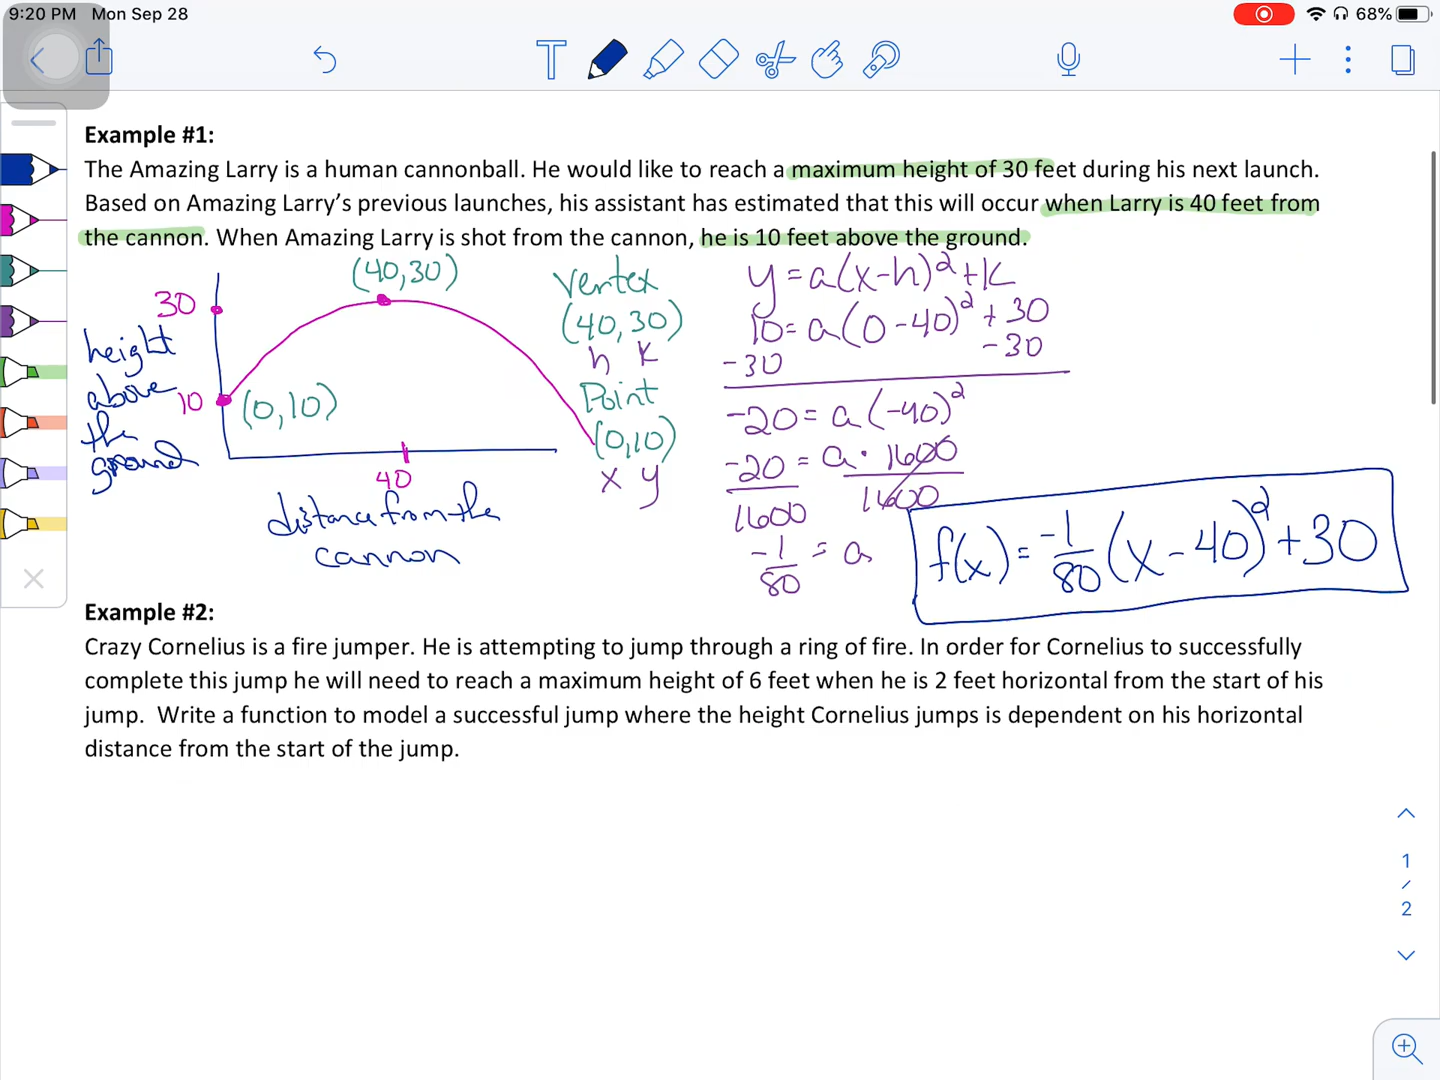 9:20 PM Mon Sep 28
68%
T
Example #1:
The Amazing Larry is a human cannonball. He would like to reach a maximum height of 30 feet during his next launch.
Based on Amazing Larry's previous launches, his assistant has estimated that this will occur when Larry is 40 feet from
the cannon. When Amazing Larry is shot from the cannon, he is 10 feet above the ground.
30
10
height
above
the
ground
(40,30)
(0,10)
40
distance from the
cannon
Vertex
(40,30)
h k
Point
(0,10)
x y
y = a(x-h)² + k
10 = a(0-40)² + 30
-30 -30
-20 = a(-40)²
-20 = a · 1600
1600 1600
-1/80 = a
f(x) = -1/80 (x-40)² + 30
Example #2:
Crazy Cornelius is a fire jumper. He is attempting to jump through a ring of fire. In order for Cornelius to successfully
complete this jump he will need to reach a maximum height of 6 feet when he is 2 feet horizontal from the start of his
jump.  Write a function to model a successful jump where the height Cornelius jumps is dependent on his horizontal
distance from the start of the jump.
1
/
2